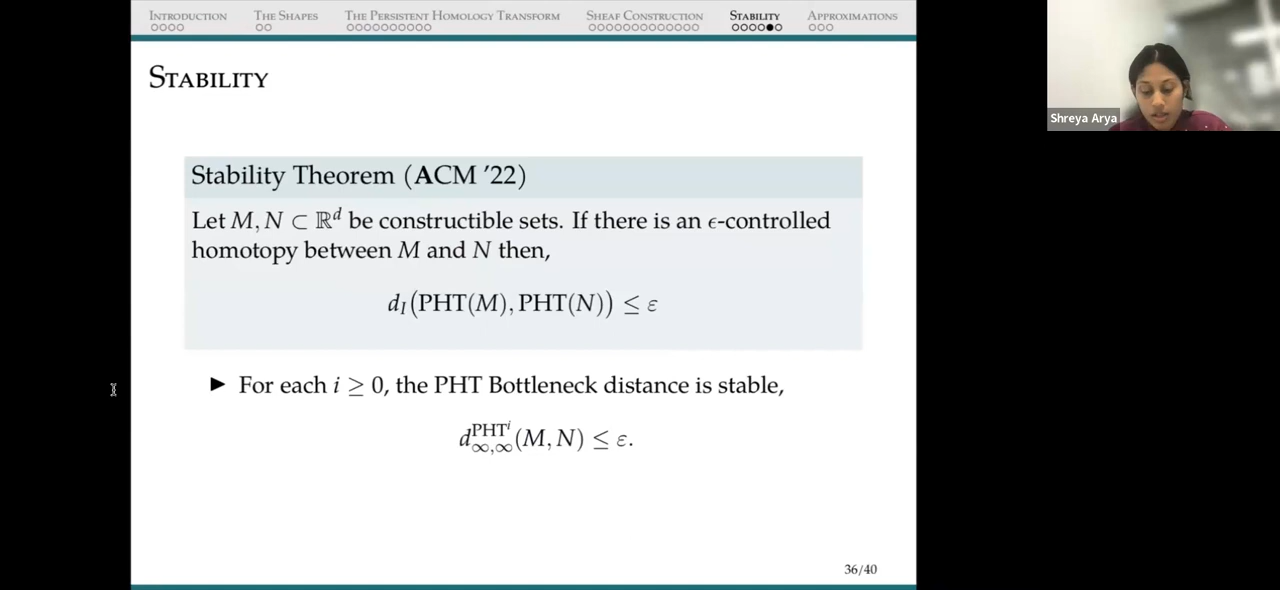 INTRODUCTION THE SHAPES THE PERSISTENT HOMOLOGY TRANSFORM SHEAF CONSTRUCTION STABILITY APPROXIMATIONS
STABILITY
Stability Theorem (ACM '22)
Let M, N ⊂ ℝ^d be constructible sets. If there is an ϵ-controlled
homotopy between M and N then,
d_I(PHT(M), PHT(N)) ≤ ε
▶ For each i ≥ 0, the PHT Bottleneck distance is stable,
d_{∞,∞}^{PHT^i}(M, N) ≤ ε.
36/40
Shreya Arya